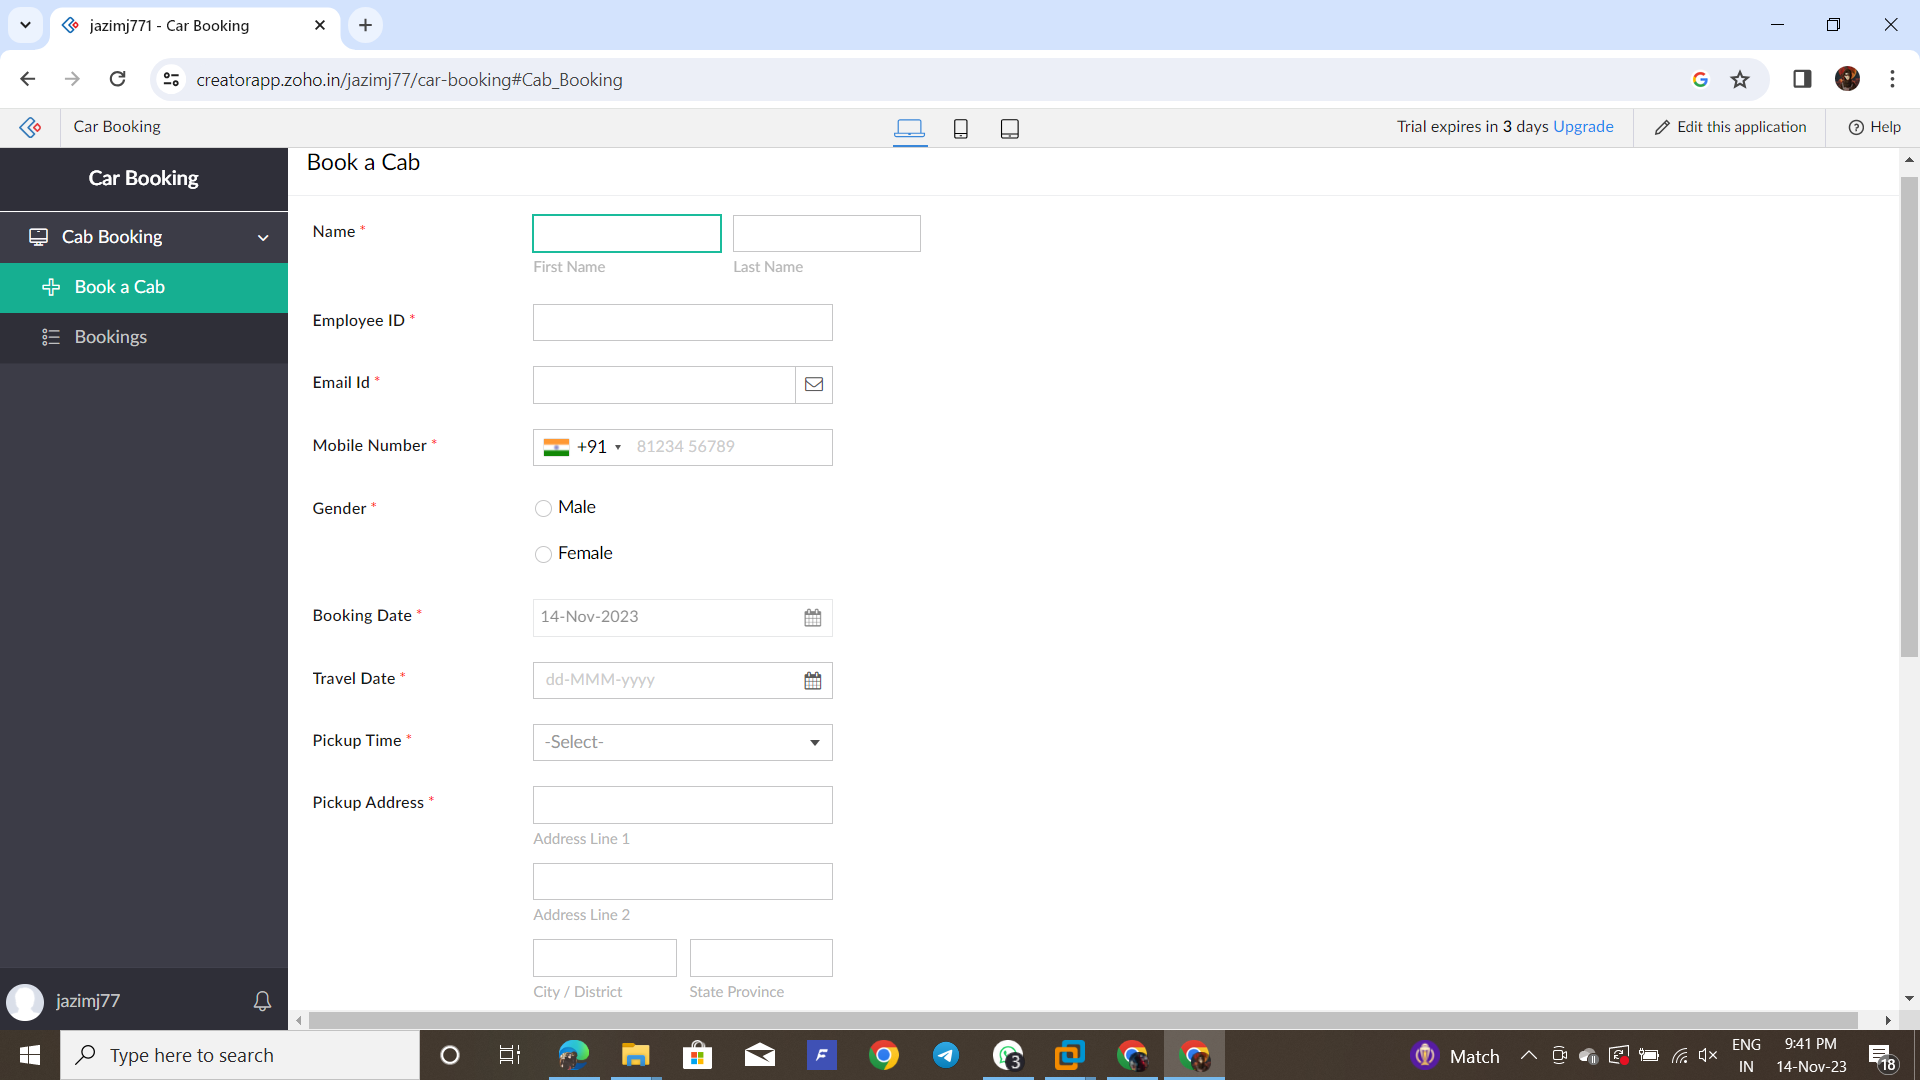 jazimj771 - Car Booking
creatorapp.zoho.in/jazimj77/car-booking#Cab_Booking
Car Booking
Trial expires in 3 days Upgrade
Edit this application
Help
Car Booking
Cab Booking
Book a Cab
Bookings
jazimj77
Book a Cab
Name *
First Name
Last Name
Employee ID *
Email Id *
Mobile Number *
+91 81234 56789
Gender *
Male
Female
Booking Date *
14-Nov-2023
Travel Date *
dd-MMM-yyyy
Pickup Time *
-Select-
Pickup Address *
Address Line 1
Address Line 2
City / District
State Province
Type here to search
3
Match
ENG
IN
9:41 PM
14-Nov-23
18